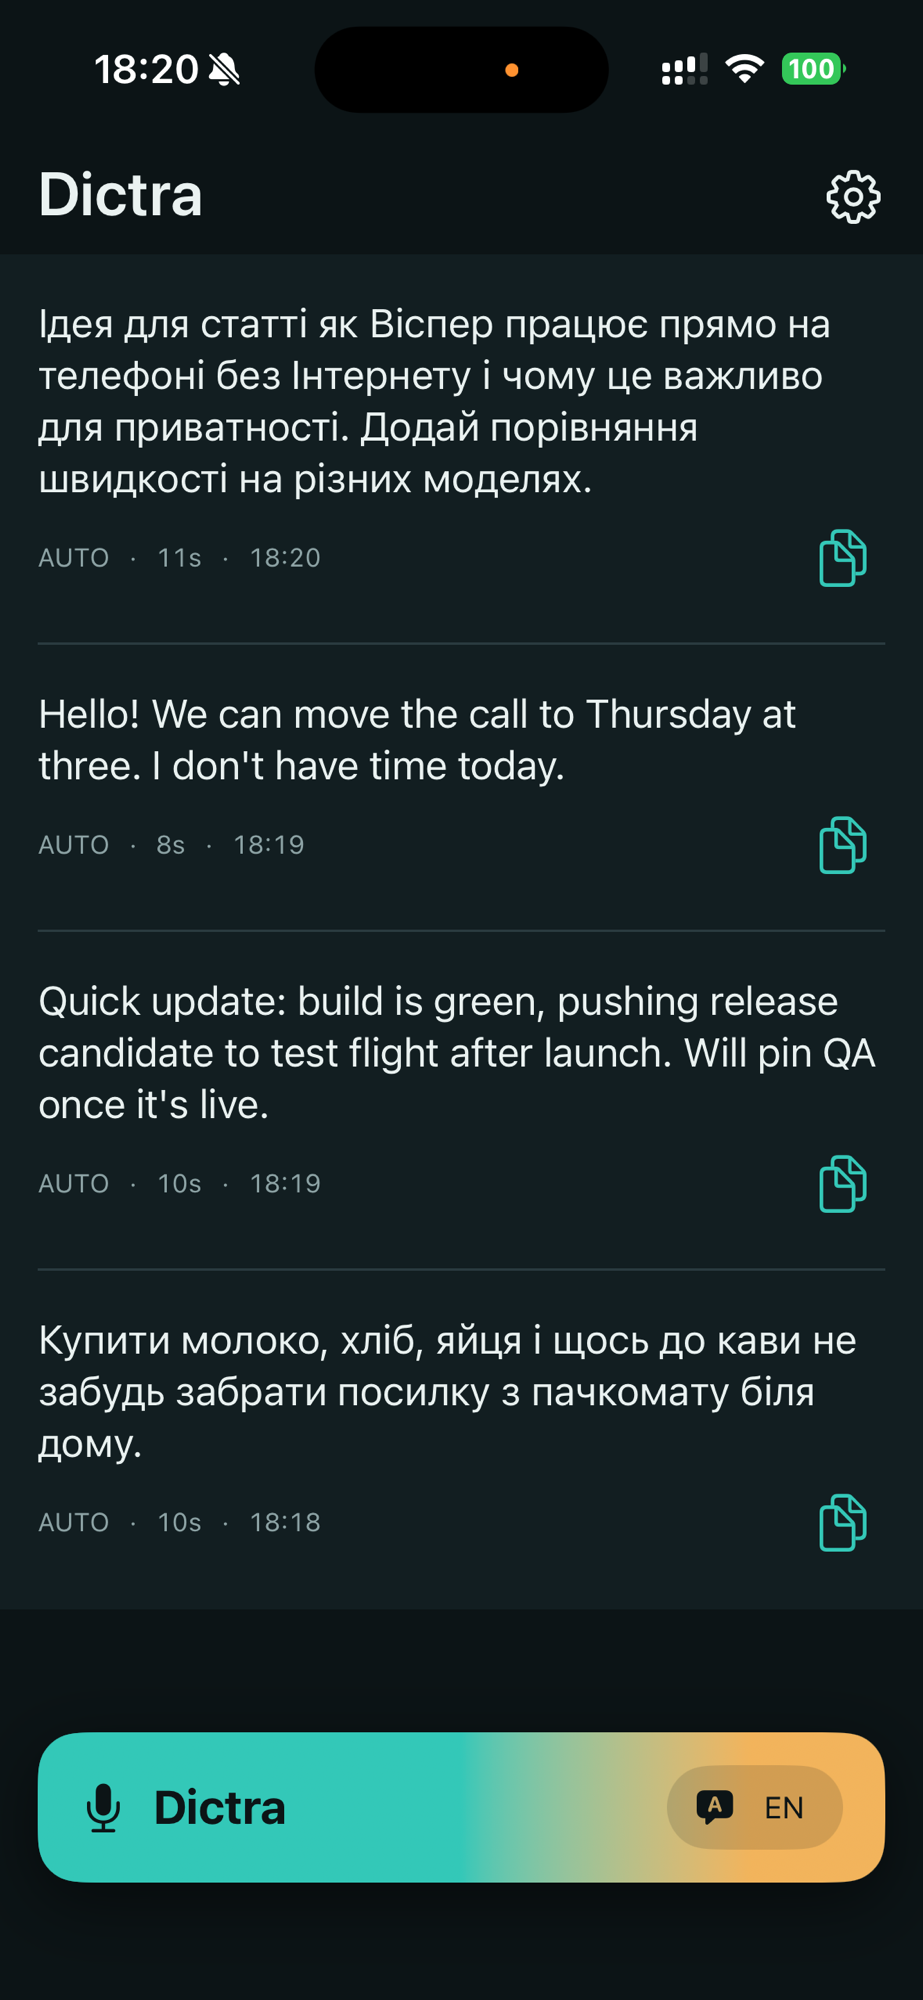 18:20
100
Dictra
Ідея для статті як Віспер працює прямо на
телефоні без Інтернету і чому це важливо
для приватності. Додай порівняння
швидкості на різних моделях.
AUTO · 11s · 18:20
Hello! We can move the call to Thursday at
three. I don't have time today.
AUTO · 8s · 18:19
Quick update: build is green, pushing release
candidate to test flight after launch. Will pin QA
once it's live.
AUTO · 10s · 18:19
Купити молоко, хліб, яйця і щось до кави не
забудь забрати посилку з пачкомату біля
дому.
AUTO · 10s · 18:18
Dictra A EN